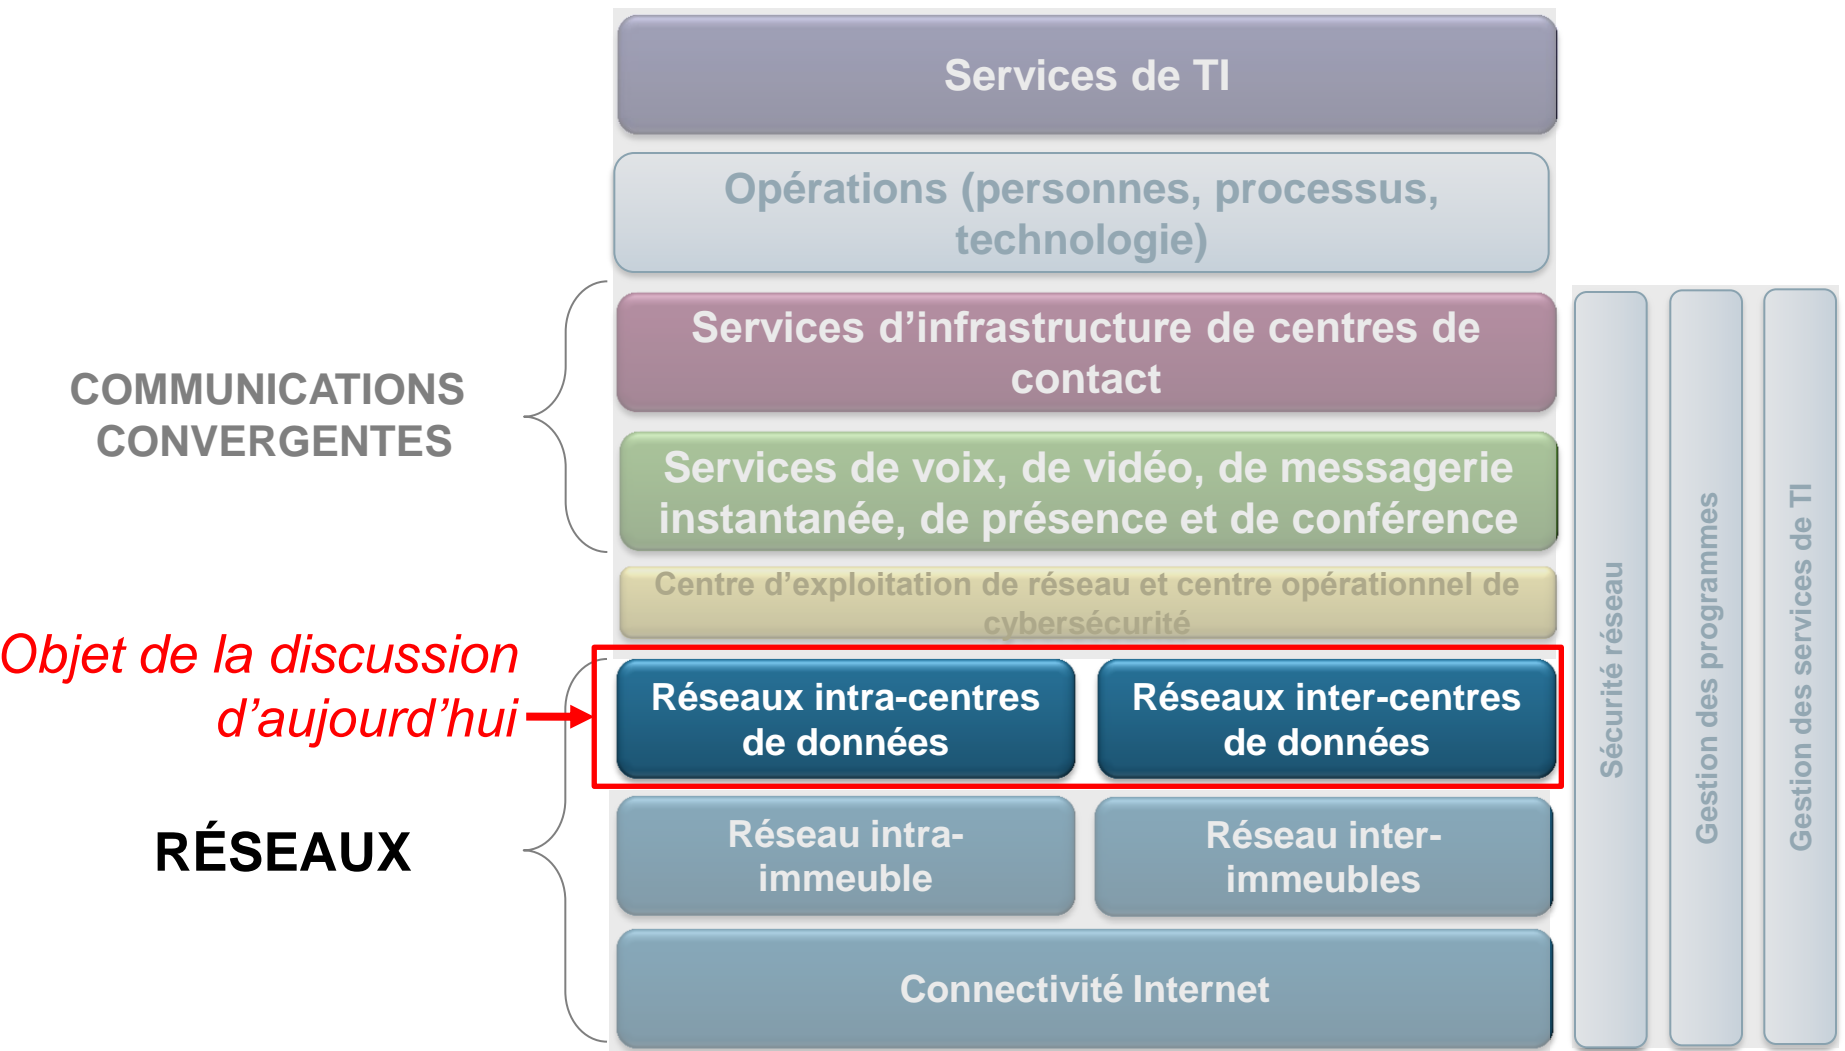 Services de TI
Opérations (personnes, processus,
technologie)
Services d’infrastructure de centres de
contact
COMMUNICATIONS
CONVERGENTES
Services de voix, de vidéo, de messagerie
instantanée, de présence et de conférence
Centre d’exploitation de réseau et centre opérationnel de
cybersécurité
Objet de la discussion
d’aujourd’hui
Réseaux intra-centres
de données
Réseaux inter-centres
de données
RÉSEAUX
Réseau intra-
immeuble
Réseau inter-
immeubles
Connectivité Internet
Sécurité réseau
Gestion des programmes
Gestion des services de TI